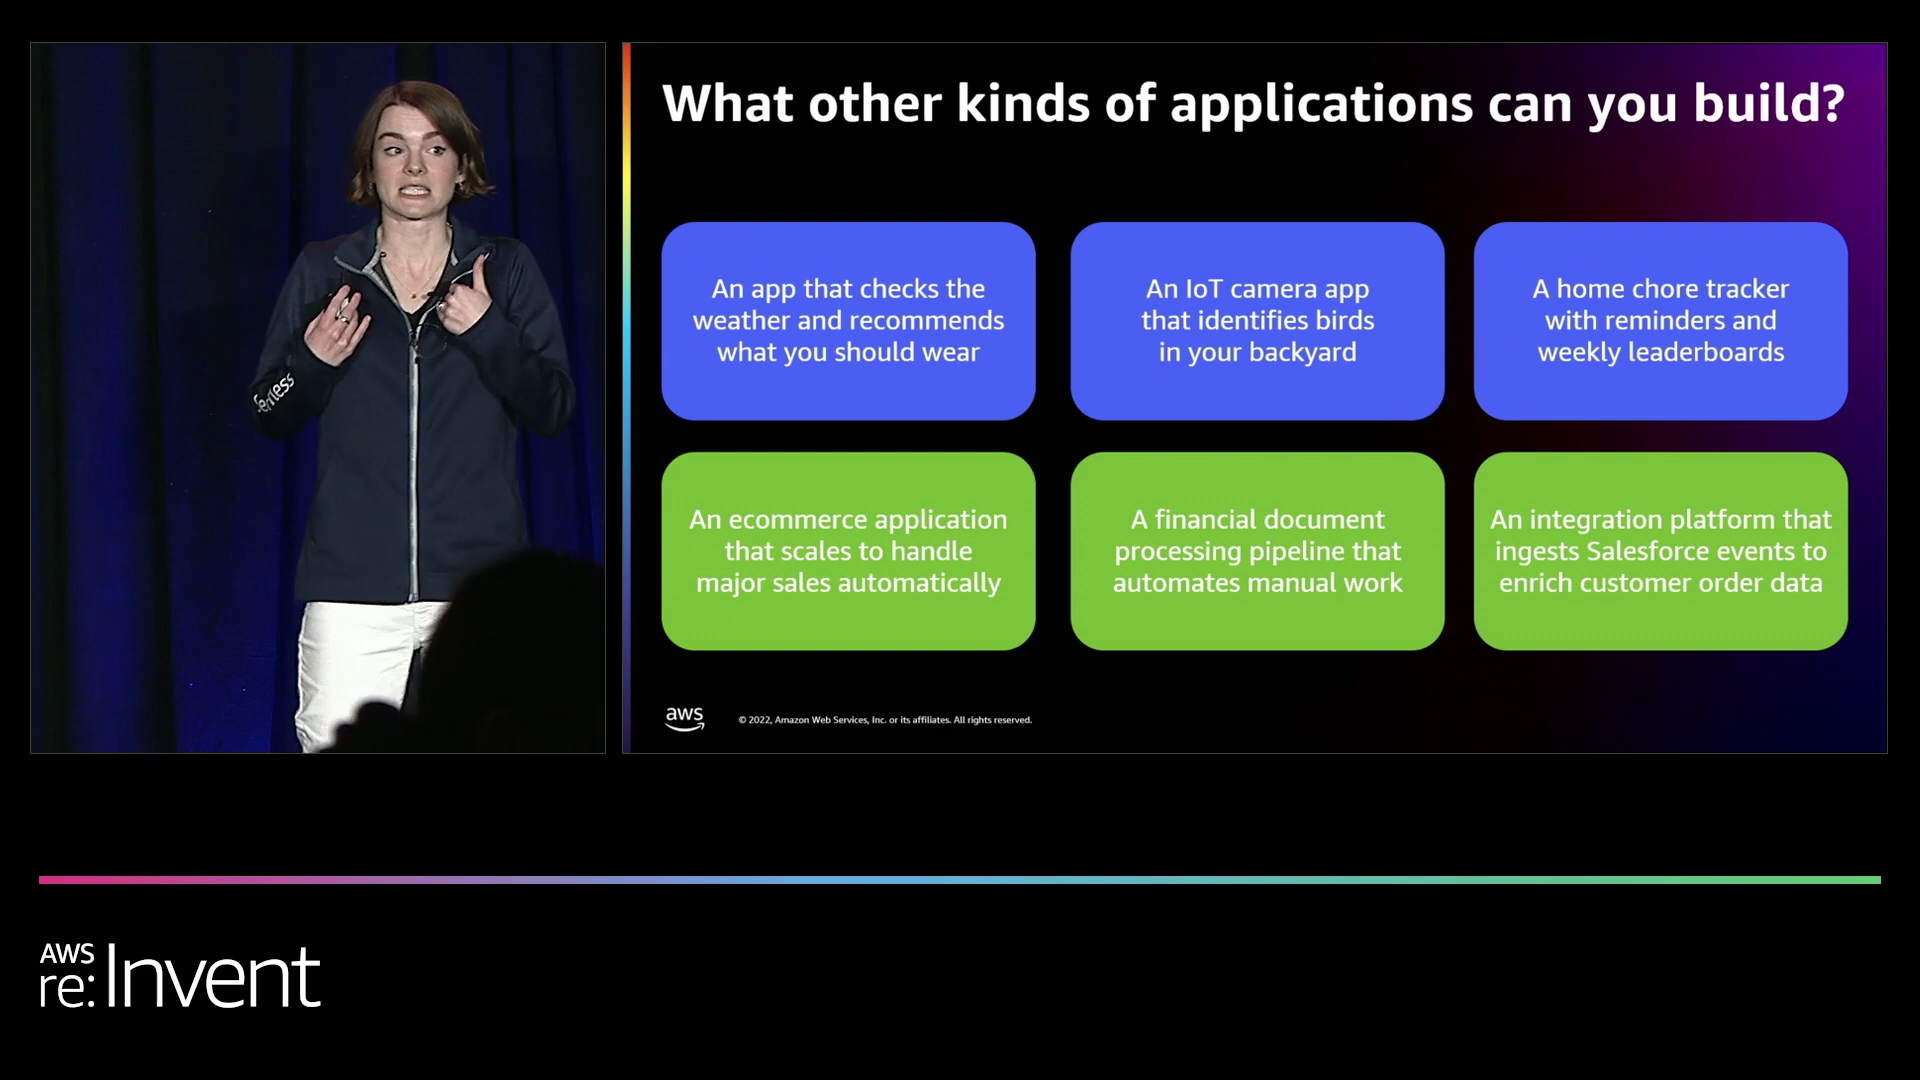 What other kinds of applications can you build?
An app that checks the
weather and recommends
what you should wear
An IoT camera app
that identifies birds
in your backyard
A home chore tracker
with reminders and
weekly leaderboards
An ecommerce application
that scales to handle
major sales automatically
A financial document
processing pipeline that
automates manual work
An integration platform that
ingests Salesforce events to
enrich customer order data
aws
© 2022, Amazon Web Services, Inc. or its affiliates. All rights reserved.
AWS
re:Invent